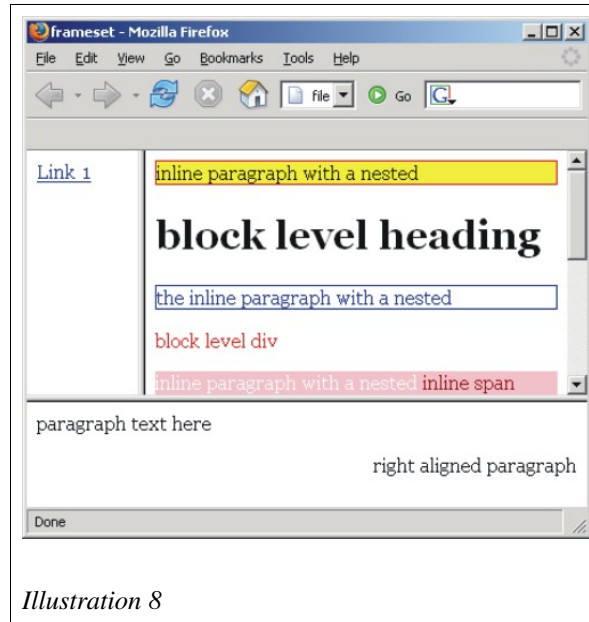 frameset - Mozilla Firefox
File Edit View Go Bookmarks Tools Help
file Go G
Link 1
inline paragraph with a nested
block level heading
the inline paragraph with a nested
block level div
inline paragraph with a nested inline span
paragraph text here
right aligned paragraph
Done
Illustration 8